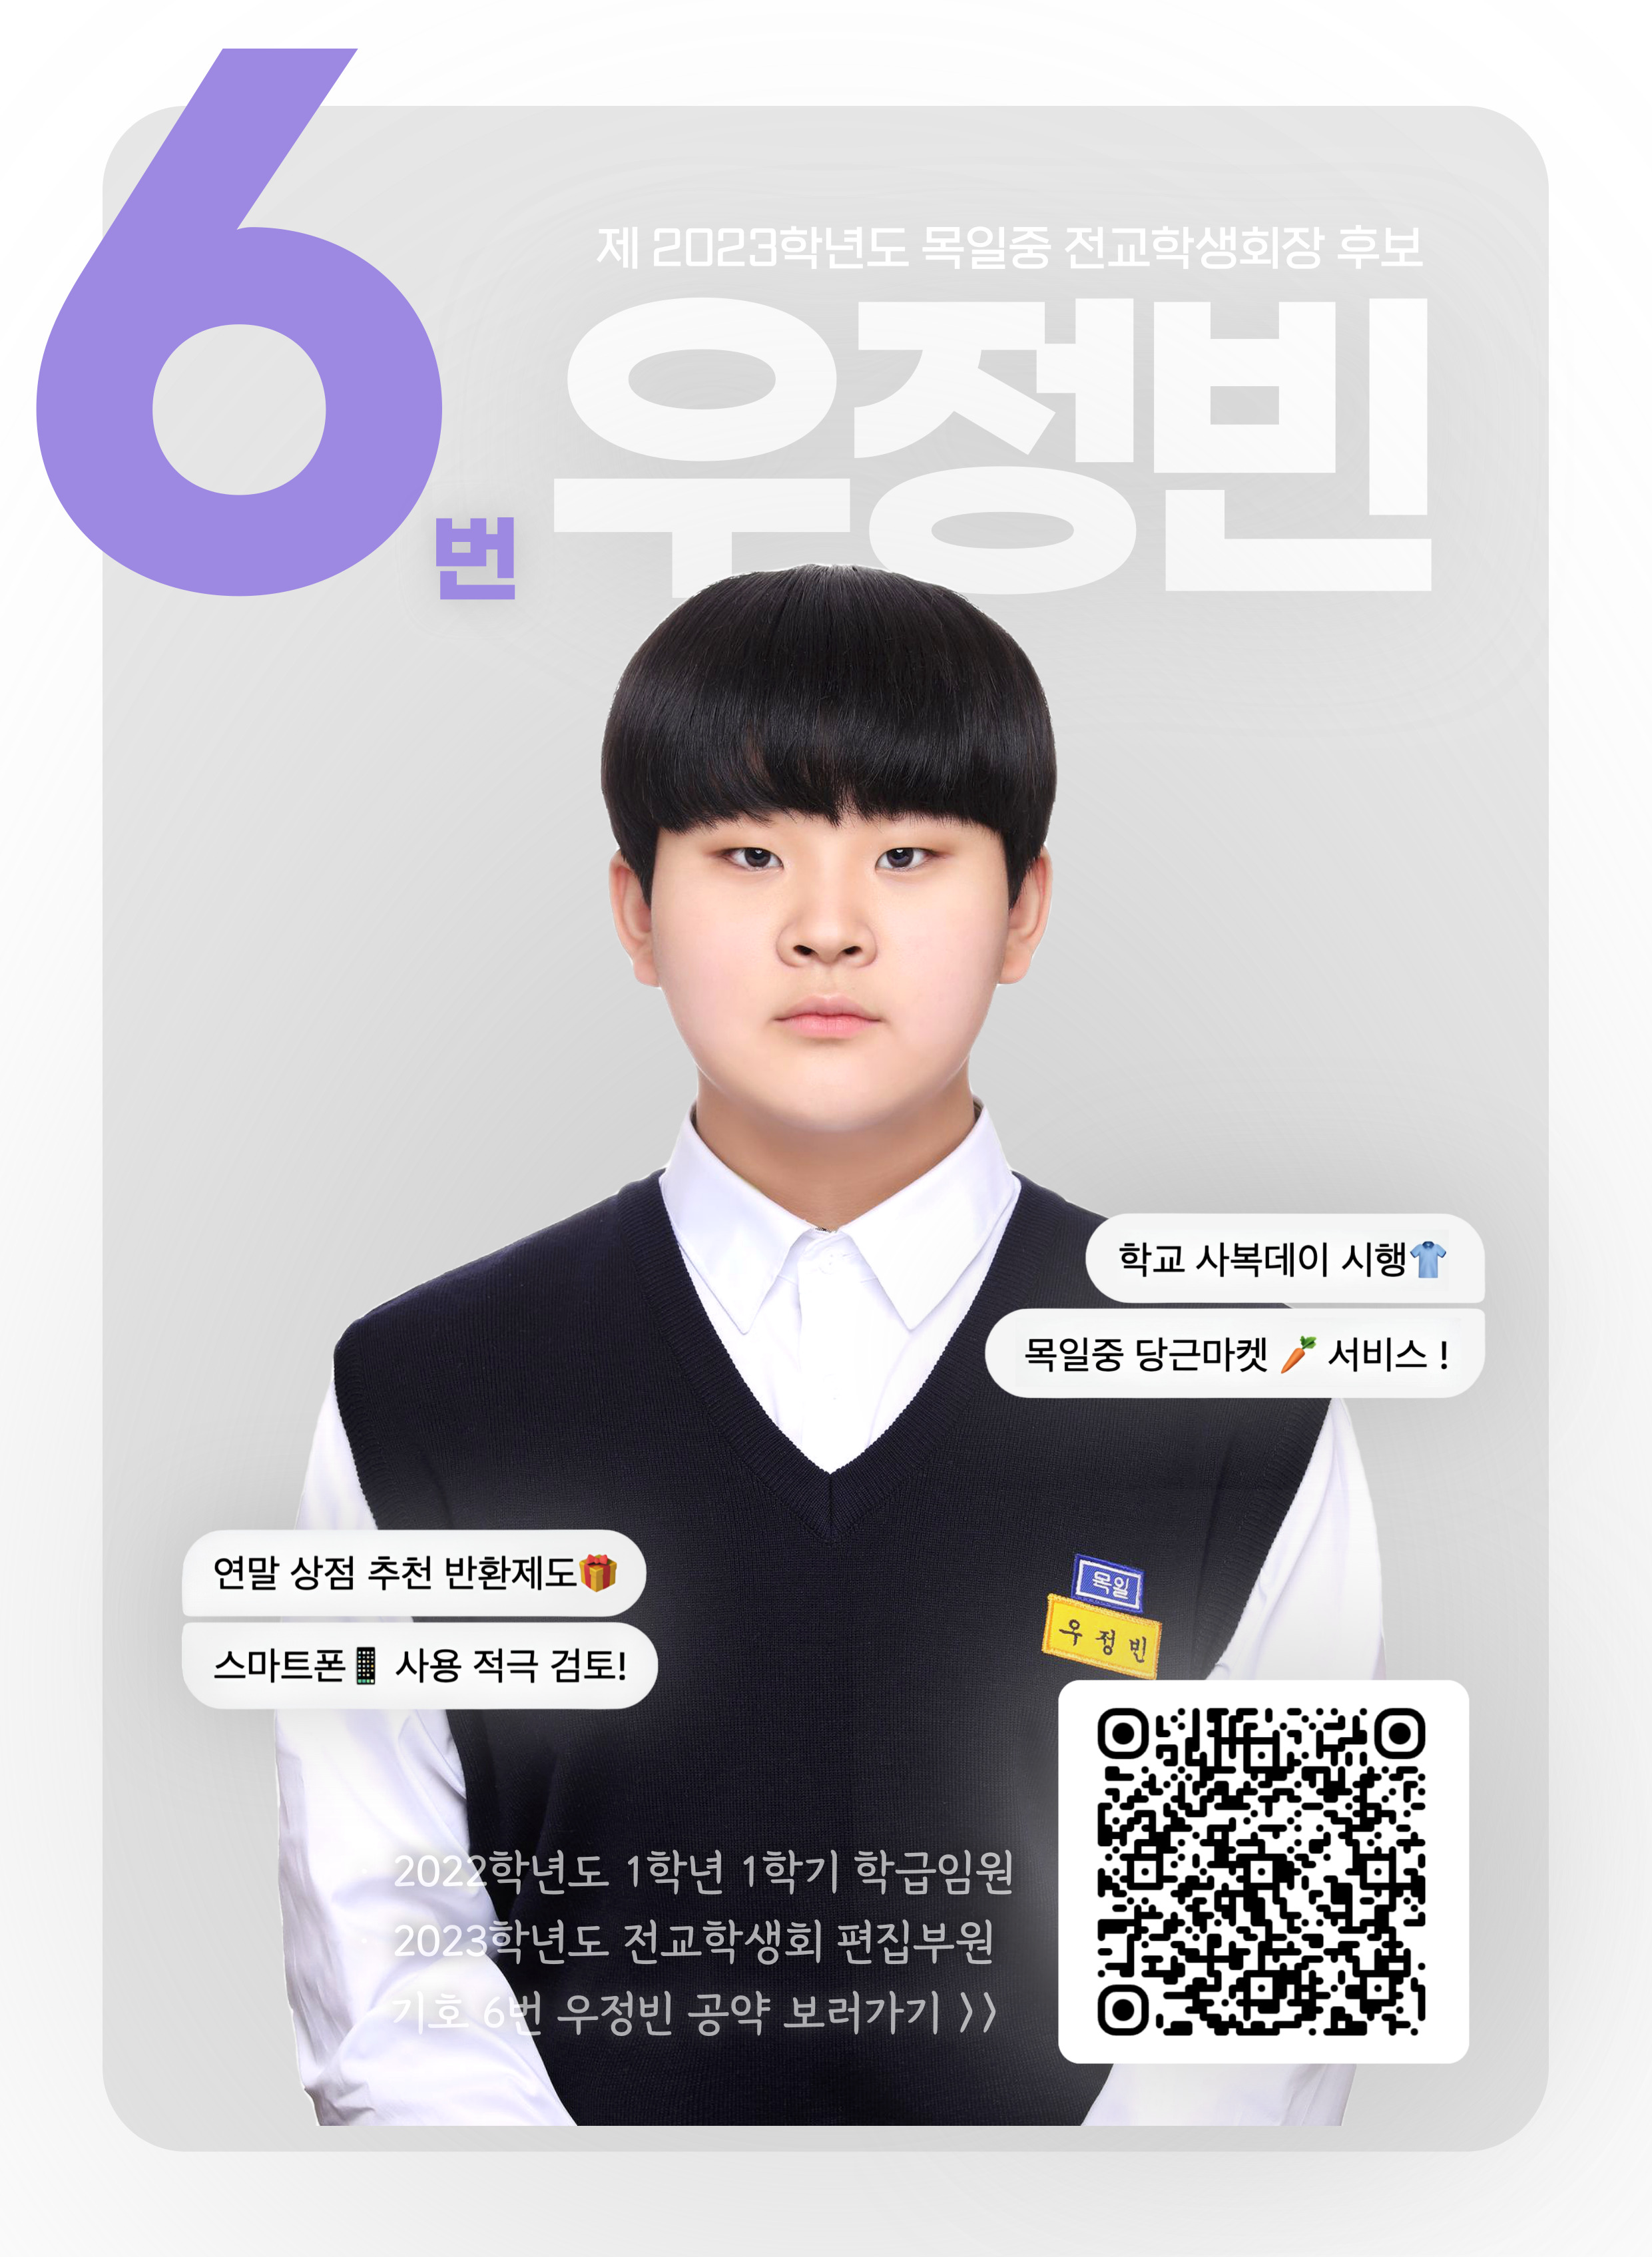 6번
제 2023학년도 목일중 전교학생회장 후보
우정빈
학교 사복데이 시행👕
목일중 당근마켓 🥕 서비스 !
연말 상점 추천 반환제도🎁
스마트폰📱 사용 적극 검토!
목일
우정빈
2022학년도 1학년 1학기 학급임원
2023학년도 전교학생회 편집부원
기호 6번 우정빈 공약 보러가기 >>